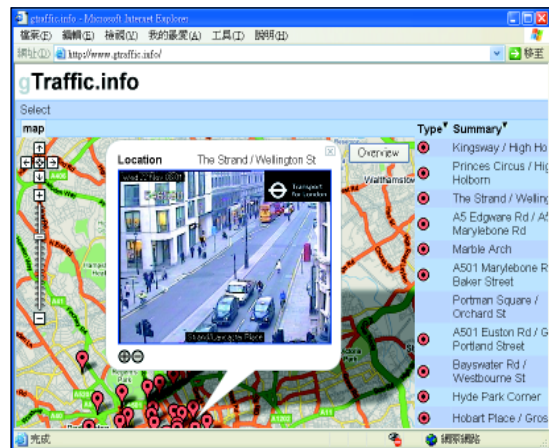 gtraffic.info - Microsoft Internet Explorer
檔案(F) 編輯(E) 檢視(V) 我的最愛(A) 工具(T) 說明(H)
網址(D) http://www.gtraffic.info/ 移至
gTraffic.info
Select
map
Type Summary
Location The Strand / Wellington St
Overview
Walthamstow
Transport for London
Strand/Lancaster Place
Kingsway / High Ho
Princes Circus / Hig
Holborn
The Strand / Welling
A5 Edgware Rd / A5
Marylebone Rd
Marble Arch
A501 Marylebone R
Baker Street
Portman Square /
Orchard St
A501 Euston Rd / G
Portland Street
Bayswater Rd /
Westbourne St
Hyde Park Corner
Hobart Place / Gros
完成 網際網路